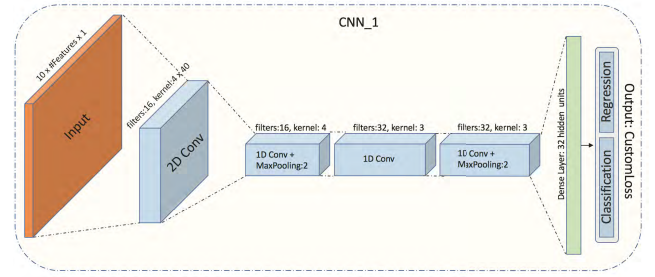 CNN_1
10 x #Features x 1
Input
filters:16, kernel:4 x 40
2D Conv
filters:16, kernel: 4
1D Conv +
MaxPooling:2
filters:32, kernel: 3
1D Conv
filters:32, kernel: 3
1D Conv +
MaxPooling:2
Dense Layer: 32 hidden units
Regression
Classification
Output: CustomLoss